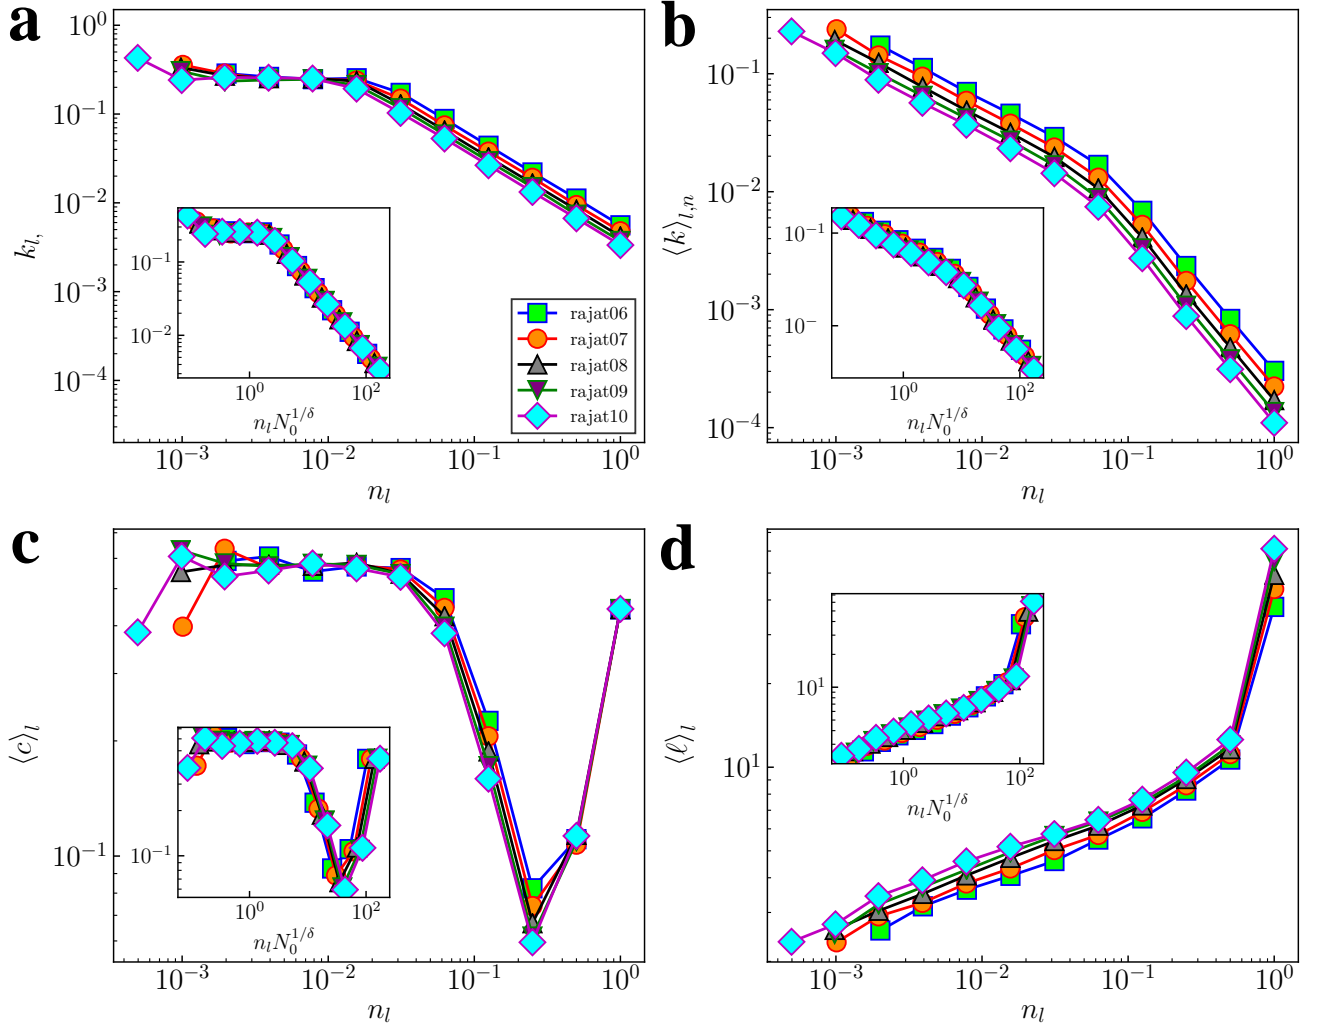 a
10^0
10^{-1}
10^{-2}
10^{-3}
10^{-4}
k_{l,}
10^{-3} 10^{-2} 10^{-1} 10^0
n_l
10^{-1}
10^{-2}
10^0 10^2
n_l N_0^{1/δ}
rajat06
rajat07
rajat08
rajat09
rajat10
b
10^{-1}
10^{-2}
10^{-3}
10^{-4}
⟨k⟩_{l,n}
10^{-3} 10^{-2} 10^{-1} 10^0
n_l
10^{-1}
10^{-}
10^0 10^2
n_l N_0^{1/δ}
c
10^{-1}
⟨c⟩_l
10^{-3} 10^{-2} 10^{-1} 10^0
n_l
10^{-1}
10^0 10^2
n_l N_0^{1/δ}
d
10^1
⟨ℓ⟩_l
10^{-3} 10^{-2} 10^{-1} 10^0
n_l
10^1
10^0 10^2
n_l N_0^{1/δ}